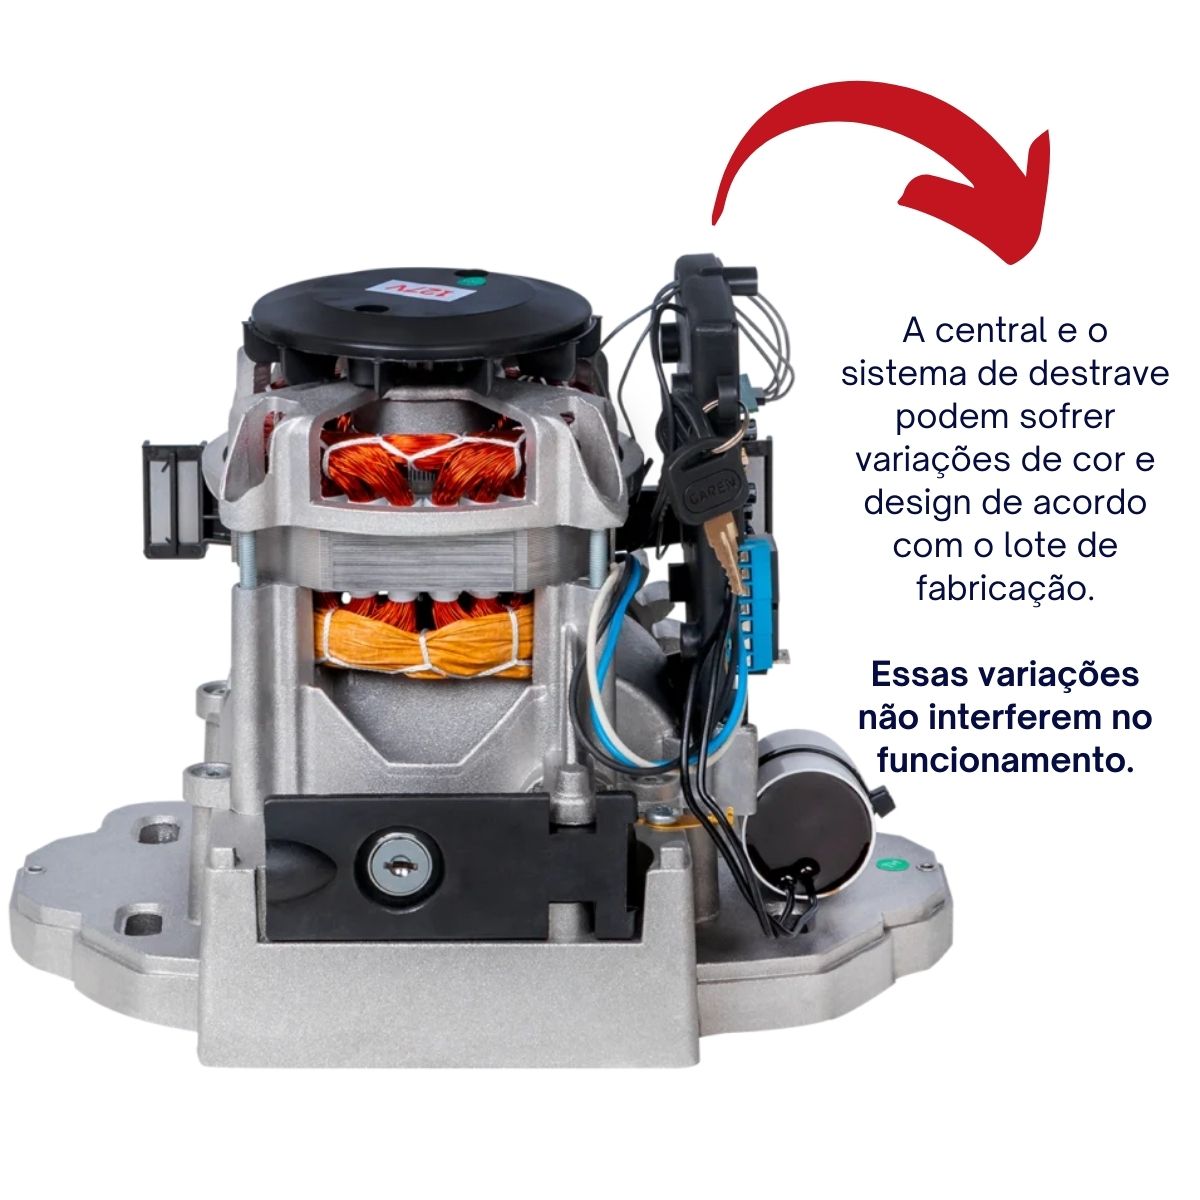 127V
A central e o
sistema de destrave
podem sofrer
variações de cor e
design de acordo
com o lote de
fabricação.
GAREN
Essas variações
não interferem no
funcionamento.